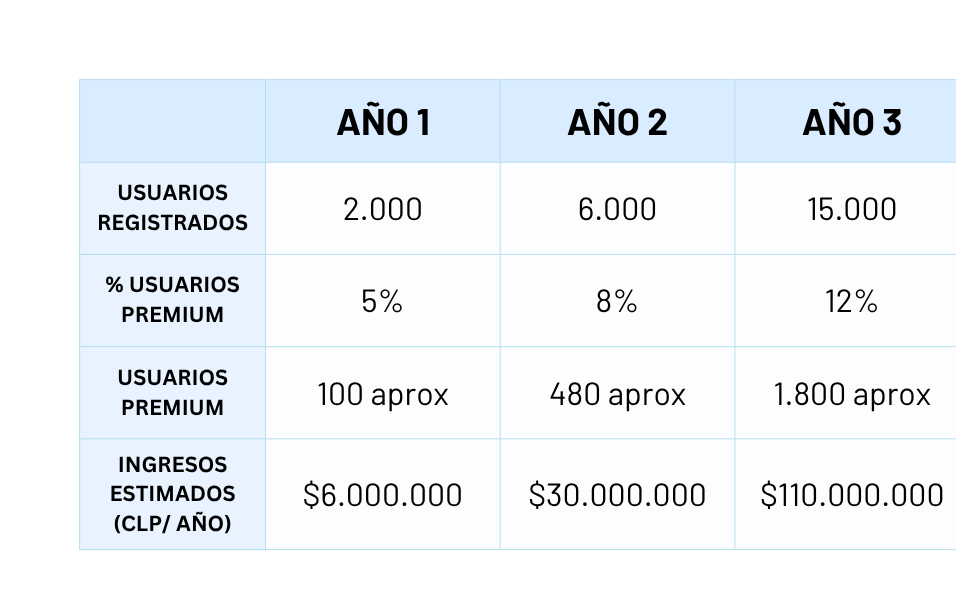 AÑO 1 AÑO 2 AÑO 3
USUARIOS
REGISTRADOS 2.000 6.000 15.000
% USUARIOS
PREMIUM 5% 8% 12%
USUARIOS
PREMIUM 100 aprox 480 aprox 1.800 aprox
INGRESOS
ESTIMADOS
(CLP/ AÑO) $6.000.000 $30.000.000 $110.000.000